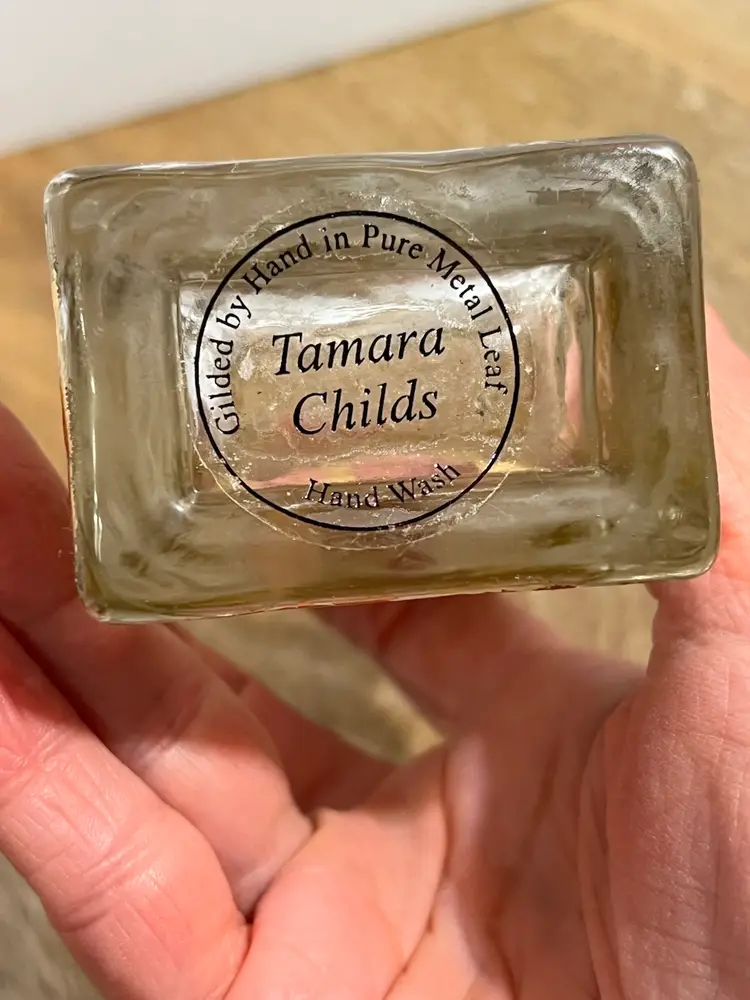 Gilded by Hand in Pure Metal Leaf
Tamara
Childs
Hand Wash